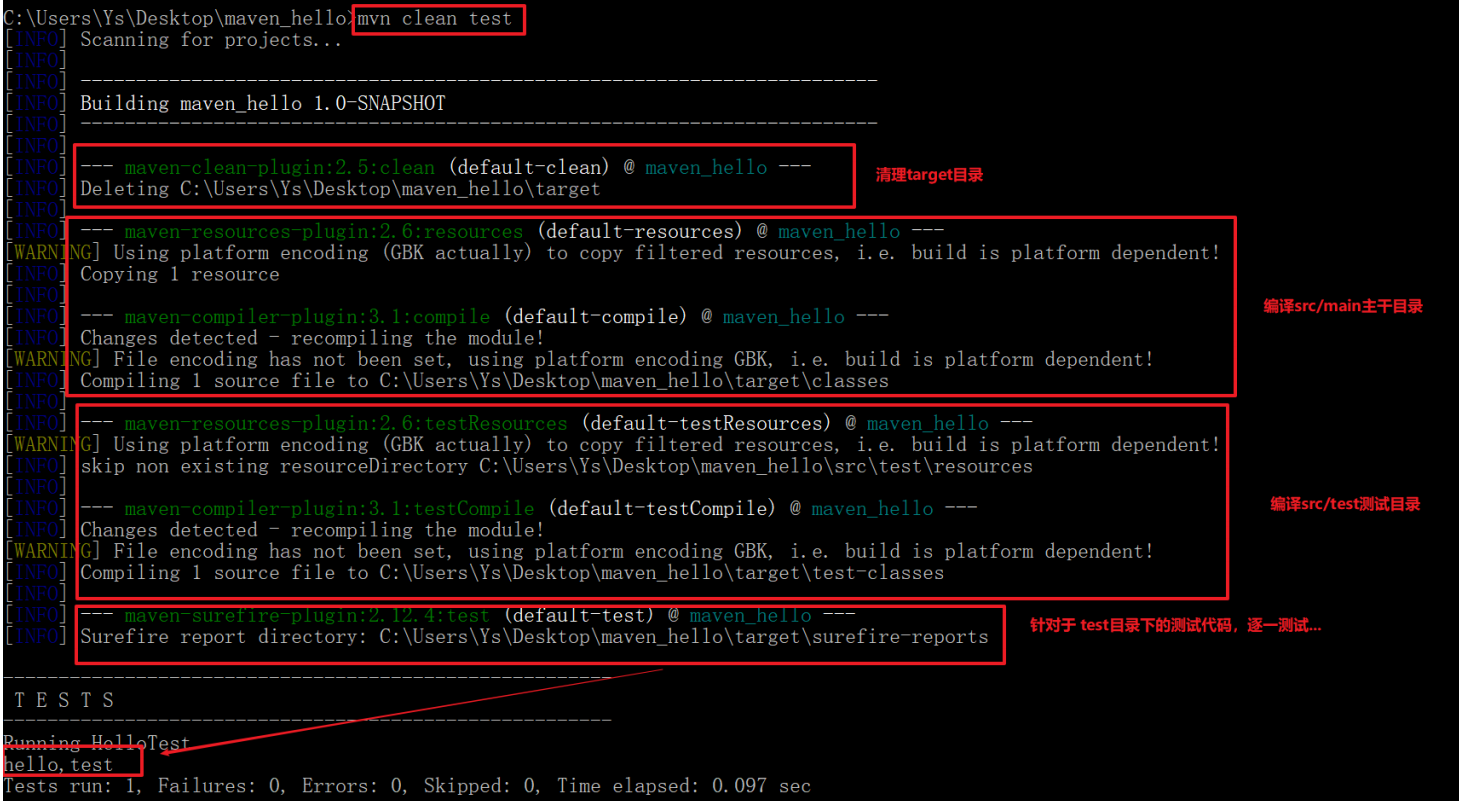 C:\Users\Ys\Desktop\maven_hello>mvn clean test
[INFO] Scanning for projects...
[INFO]
[INFO] ------------------------------------------------------------------------
[INFO] Building maven_hello 1.0-SNAPSHOT
[INFO] ------------------------------------------------------------------------
[INFO]
[INFO] --- maven-clean-plugin:2.5:clean (default-clean) @ maven_hello ---
清理target目录
[INFO] Deleting C:\Users\Ys\Desktop\maven_hello\target
[INFO]
[INFO] --- maven-resources-plugin:2.6:resources (default-resources) @ maven_hello ---
[WARNING] Using platform encoding (GBK actually) to copy filtered resources, i.e. build is platform dependent!
[INFO] Copying 1 resource
[INFO]
编译src/main主干目录
[INFO] --- maven-compiler-plugin:3.1:compile (default-compile) @ maven_hello ---
[INFO] Changes detected - recompiling the module!
[WARNING] File encoding has not been set, using platform encoding GBK, i.e. build is platform dependent!
[INFO] Compiling 1 source file to C:\Users\Ys\Desktop\maven_hello\target\classes
[INFO]
[INFO] --- maven-resources-plugin:2.6:testResources (default-testResources) @ maven_hello ---
[WARNING] Using platform encoding (GBK actually) to copy filtered resources, i.e. build is platform dependent!
[INFO] skip non existing resourceDirectory C:\Users\Ys\Desktop\maven_hello\src\test\resources
[INFO]
[INFO] --- maven-compiler-plugin:3.1:testCompile (default-testCompile) @ maven_hello ---
编译src/test测试目录
[INFO] Changes detected - recompiling the module!
[WARNING] File encoding has not been set, using platform encoding GBK, i.e. build is platform dependent!
[INFO] Compiling 1 source file to C:\Users\Ys\Desktop\maven_hello\target\test-classes
[INFO]
[INFO] --- maven-surefire-plugin:2.12.4:test (default-test) @ maven_hello ---
针对于 test目录下的测试代码，逐一测试...
[INFO] Surefire report directory: C:\Users\Ys\Desktop\maven_hello\target\surefire-reports
-------------------------------------------------------
T E S T S
-------------------------------------------------------
Running HelloTest
hello,test
Tests run: 1, Failures: 0, Errors: 0, Skipped: 0, Time elapsed: 0.097 sec